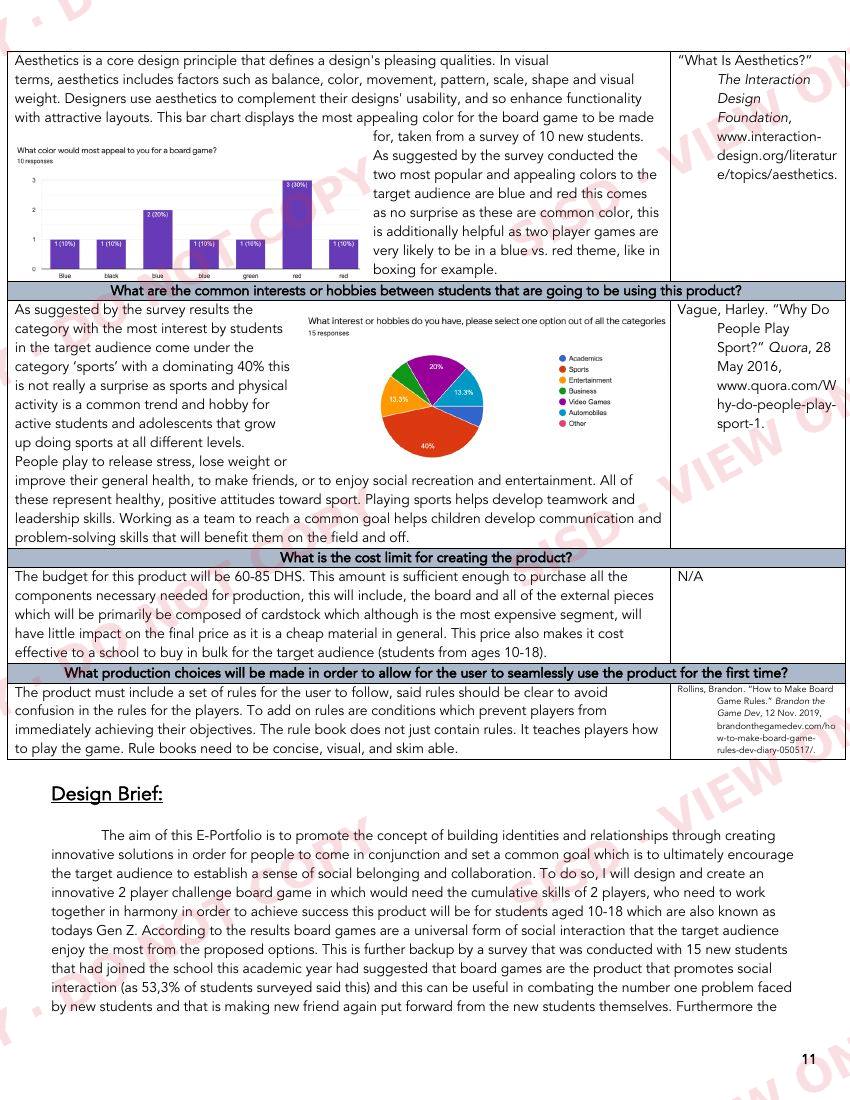 Aesthetics is a core design principle that defines a design's pleasing qualities. In visual
terms, aesthetics includes factors such as balance, color, movement, pattern, scale, shape and visual
weight. Designers use aesthetics to complement their designs' usability, and so enhance functionality
with attractive layouts. This bar chart displays the most appealing color for the board game to be made
for, taken from a survey of 10 new students.
As suggested by the survey conducted the
two most popular and appealing colors to the
target audience are blue and red this comes
as no surprise as these are common color, this
is additionally helpful as two player games are
very likely to be in a blue vs. red theme, like in
boxing for example.
What color would most appeal to you for a board game?
10 responses
3
2
1
0
1 (10%)
1 (10%)
2 (20%)
1 (10%)
1 (10%)
3 (30%)
1 (10%)
Blue
black
blue
blue
green
red
red
“What Is Aesthetics?”
The Interaction
Design
Foundation,
www.interaction-
design.org/literatur
e/topics/aesthetics.
What are the common interests or hobbies between students that are going to be using this product?
As suggested by the survey results the
category with the most interest by students
in the target audience come under the
category ‘sports’ with a dominating 40% this
is not really a surprise as sports and physical
activity is a common trend and hobby for
active students and adolescents that grow
up doing sports at all different levels.
People play to release stress, lose weight or
improve their general health, to make friends, or to enjoy social recreation and entertainment. All of
these represent healthy, positive attitudes toward sport. Playing sports helps develop teamwork and
leadership skills. Working as a team to reach a common goal helps children develop communication and
problem-solving skills that will benefit them on the field and off.
What interest or hobbies do you have, please select one option out of all the categories
15 responses
20%
13.3%
13.3%
40%
Academics
Sports
Entertainment
Business
Video Games
Automobiles
Other
Vague, Harley. “Why Do
People Play
Sport?” Quora, 28
May 2016,
www.quora.com/W
hy-do-people-play-
sport-1.
What is the cost limit for creating the product?
The budget for this product will be 60-85 DHS. This amount is sufficient enough to purchase all the
components necessary needed for production, this will include, the board and all of the external pieces
which will be primarily be composed of cardstock which although is the most expensive segment, will
have little impact on the final price as it is a cheap material in general. This price also makes it cost
effective to a school to buy in bulk for the target audience (students from ages 10-18).
N/A
What production choices will be made in order to allow for the user to seamlessly use the product for the first time?
The product must include a set of rules for the user to follow, said rules should be clear to avoid
confusion in the rules for the players. To add on rules are conditions which prevent players from
immediately achieving their objectives. The rule book does not just contain rules. It teaches players how
to play the game. Rule books need to be concise, visual, and skim able.
Rollins, Brandon. “How to Make Board
Game Rules.” Brandon the
Game Dev, 12 Nov. 2019,
brandonthegamedev.com/ho
w-to-make-board-game-
rules-dev-diary-050517/.
Design Brief:
The aim of this E-Portfolio is to promote the concept of building identities and relationships through creating
innovative solutions in order for people to come in conjunction and set a common goal which is to ultimately encourage
the target audience to establish a sense of social belonging and collaboration. To do so, I will design and create an
innovative 2 player challenge board game in which would need the cumulative skills of 2 players, who need to work
together in harmony in order to achieve success this product will be for students aged 10-18 which are also known as
todays Gen Z. According to the results board games are a universal form of social interaction that the target audience
enjoy the most from the proposed options. This is further backup by a survey that was conducted with 15 new students
that had joined the school this academic year had suggested that board games are the product that promotes social
interaction (as 53,3% of students surveyed said this) and this can be useful in combating the number one problem faced
by new students and that is making new friend again put forward from the new students themselves. Furthermore the
11
SISD · VIEW ONLY · DO NOT COPY